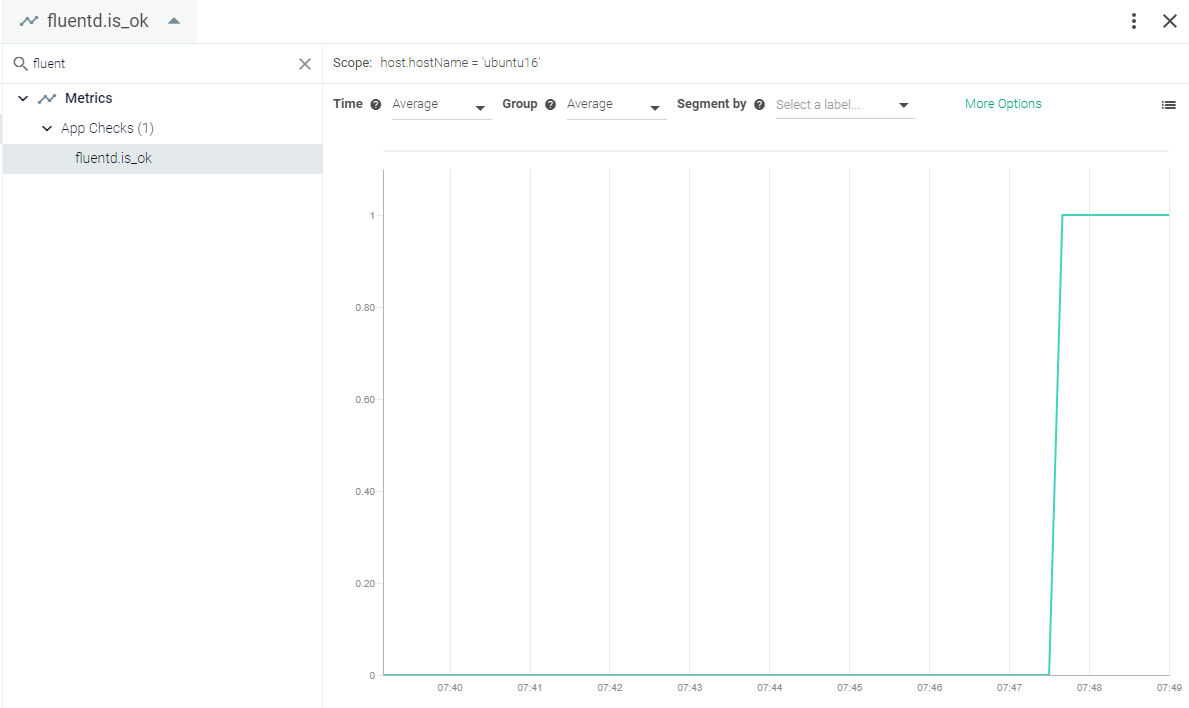 fluentd.is_ok
fluent
Scope: host.hostName = 'ubuntu16'
Metrics
App Checks (1)
fluentd.is_ok
Time ? Average Group ? Average Segment by ? Select a label... More Options
1
0.80
0.60
0.40
0.20
0
07:40 07:41 07:42 07:43 07:44 07:45 07:46 07:47 07:48 07:49